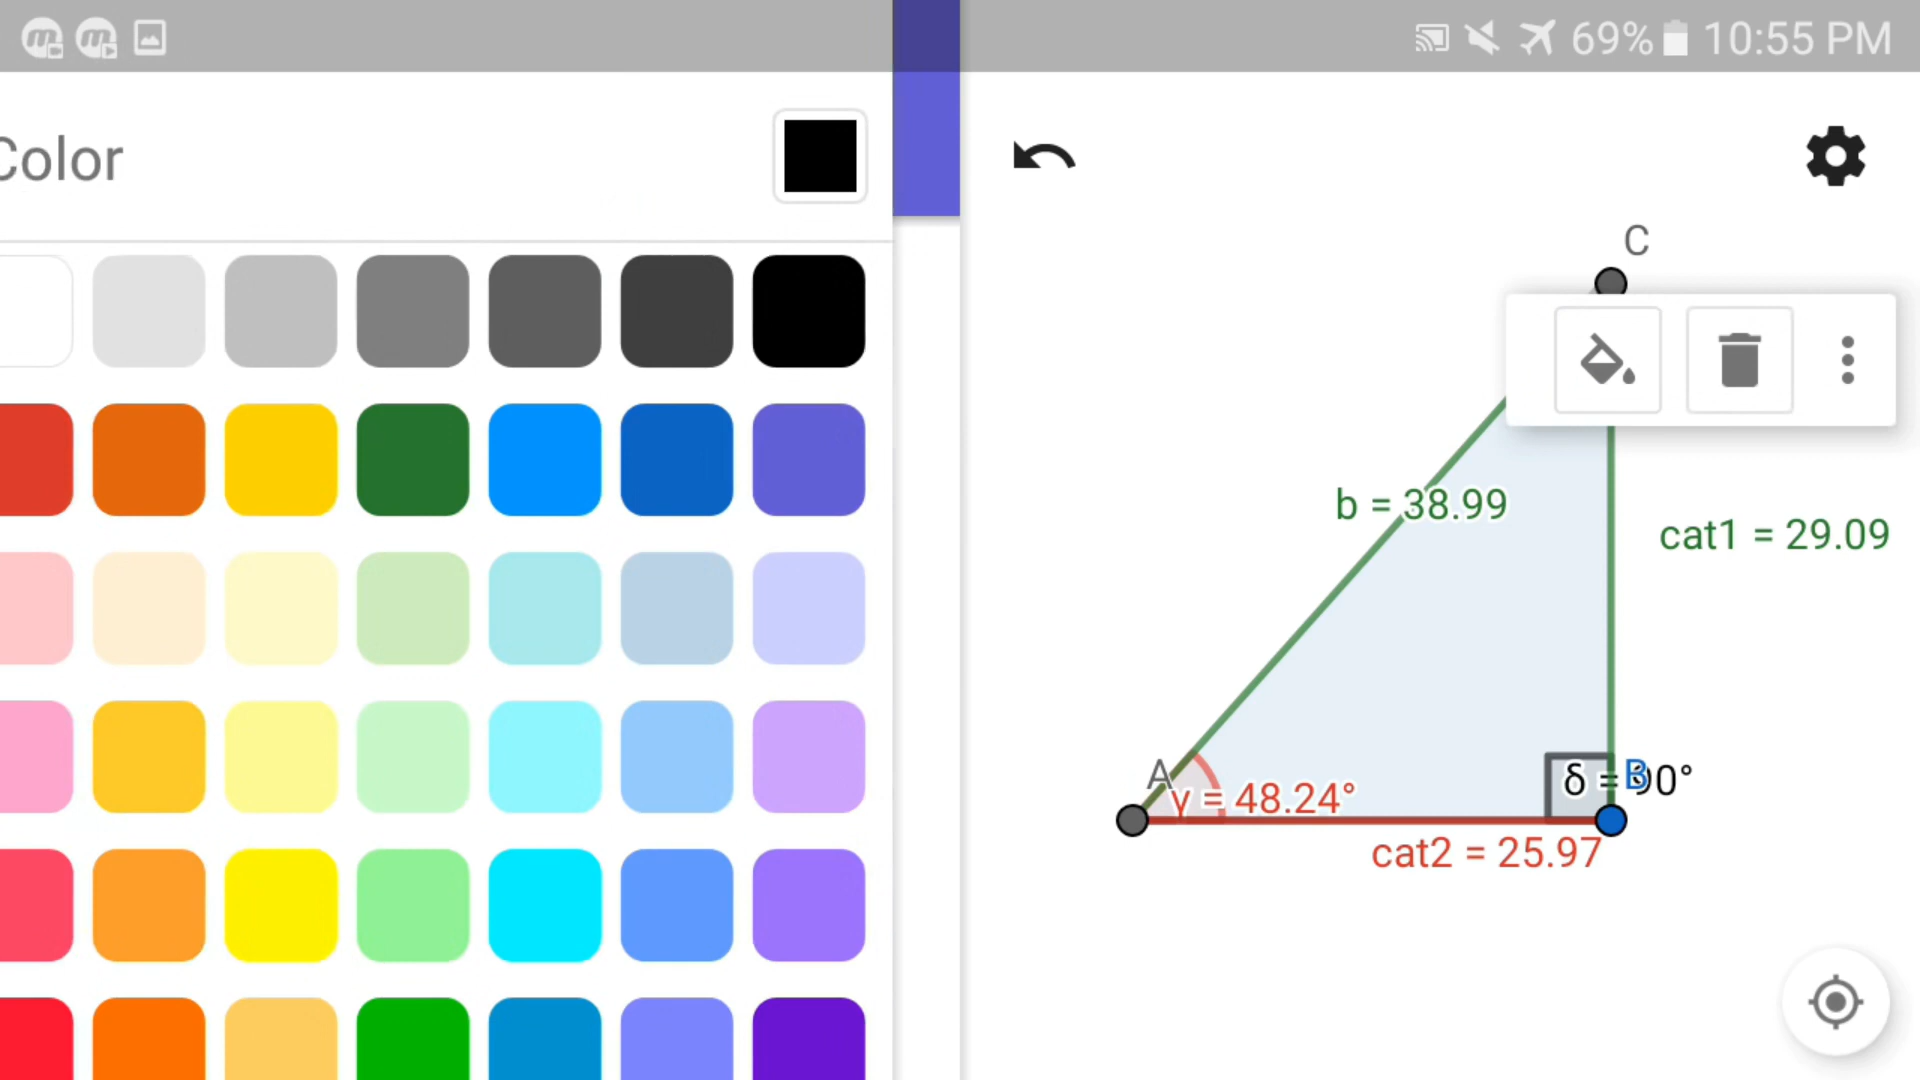 69% 10:55 PM
Color
C
b = 38.99
cat1 = 29.09
A
γ = 48.24°
δ = 90°
B
cat2 = 25.97